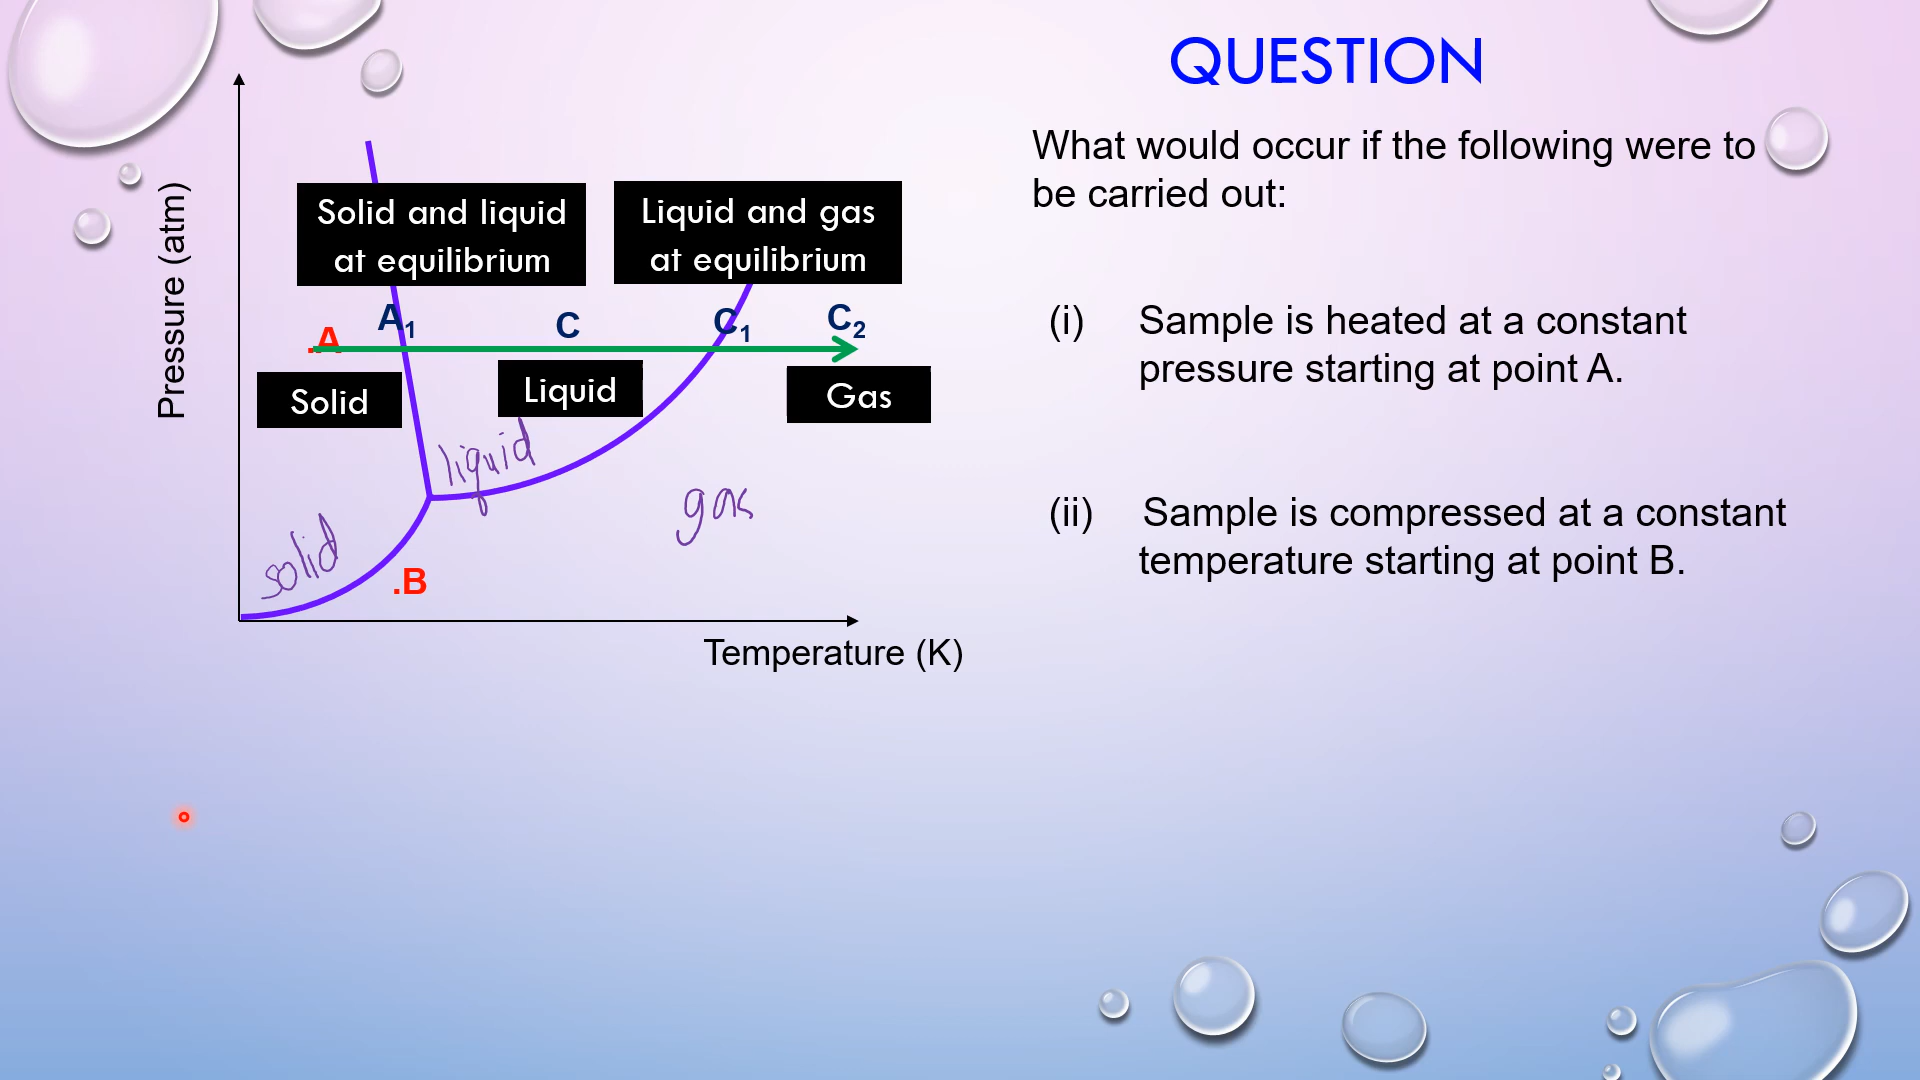 QUESTION
What would occur if the following were to
be carried out:
(i) Sample is heated at a constant
pressure starting at point A.
(ii) Sample is compressed at a constant
temperature starting at point B.
Pressure (atm)
Solid and liquid
at equilibrium
Liquid and gas
at equilibrium
.A
A₁
C
C₁
C₂
Solid
Liquid
Gas
liquid
gas
solid
.B
Temperature (K)